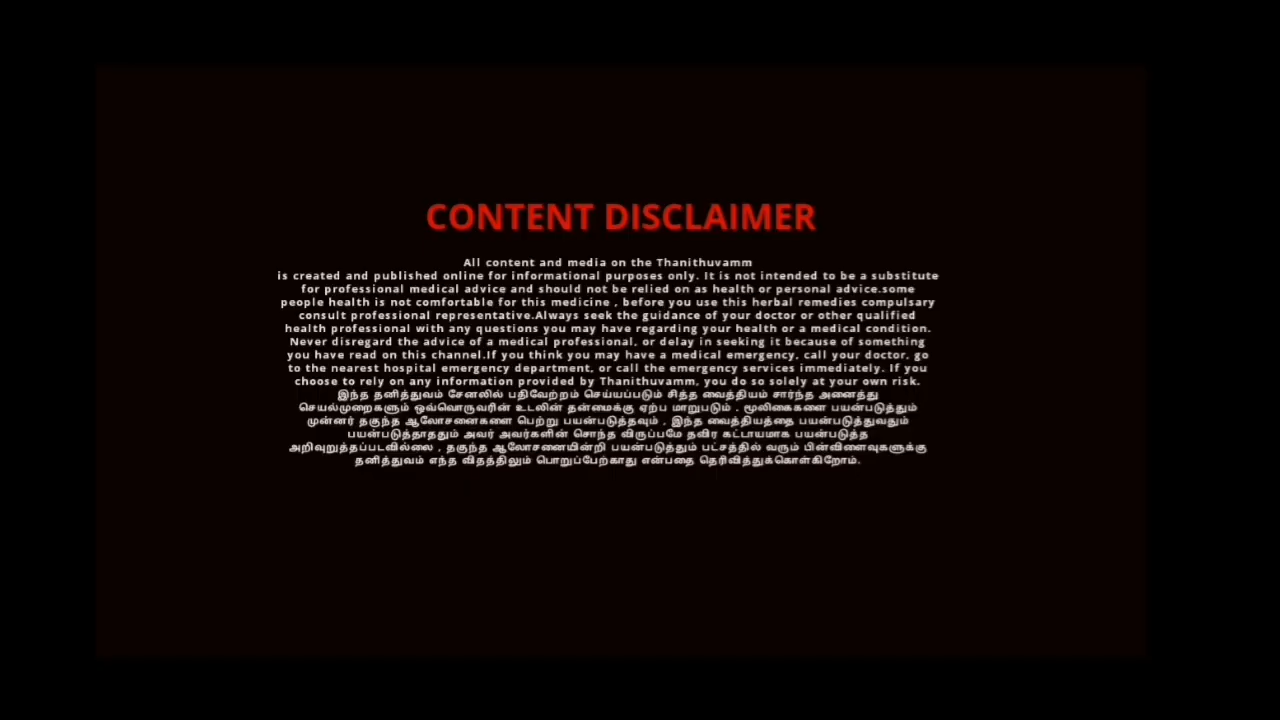 CONTENT DISCLAIMER
All content and media on the Thanithuvamm
is created and published online for informational purposes only. It is not intended to be a substitute
for professional medical advice and should not be relied on as health or personal advice.some
people health is not comfortable for this medicine , before you use this herbal remedies compulsary
consult professional representative.Always seek the guidance of your doctor or other qualified
health professional with any questions you may have regarding your health or a medical condition.
Never disregard the advice of a medical professional, or delay in seeking it because of something
you have read on this channel.If you think you may have a medical emergency, call your doctor, go
to the nearest hospital emergency department, or call the emergency services immediately. If you
choose to rely on any information provided by Thanithuvamm, you do so solely at your own risk.
இந்த தனித்துவம் சேனலில் பதிவேற்றம் செய்யப்படும் சித்த வைத்தியம் சார்ந்த அனைத்து
செயல்முறைகளும் ஒவ்வொருவரின் உடலின் தன்மைக்கு ஏற்ப மாறுபடும் . மூலிகைகளை பயன்படுத்தும்
முன்னர் தகுந்த ஆலோசனைகளை பெற்று பயன்படுத்தவும் . இந்த வைத்தியத்தை பயன்படுத்துவதும்
பயன்படுத்தாததும் அவர் அவர்களின் சொந்த விருப்பமே தவிர கட்டாயமாக பயன்படுத்த
அறிவுறுத்தப்படவில்லை . தகுந்த ஆலோசனையின்றி பயன்படுத்தும் பட்சத்தில் வரும் பின்விளைவுகளுக்கு
தனித்துவம் எந்த விதத்திலும் பொறுப்பேற்காது என்பதை தெரிவித்துக்கொள்கிறோம்.